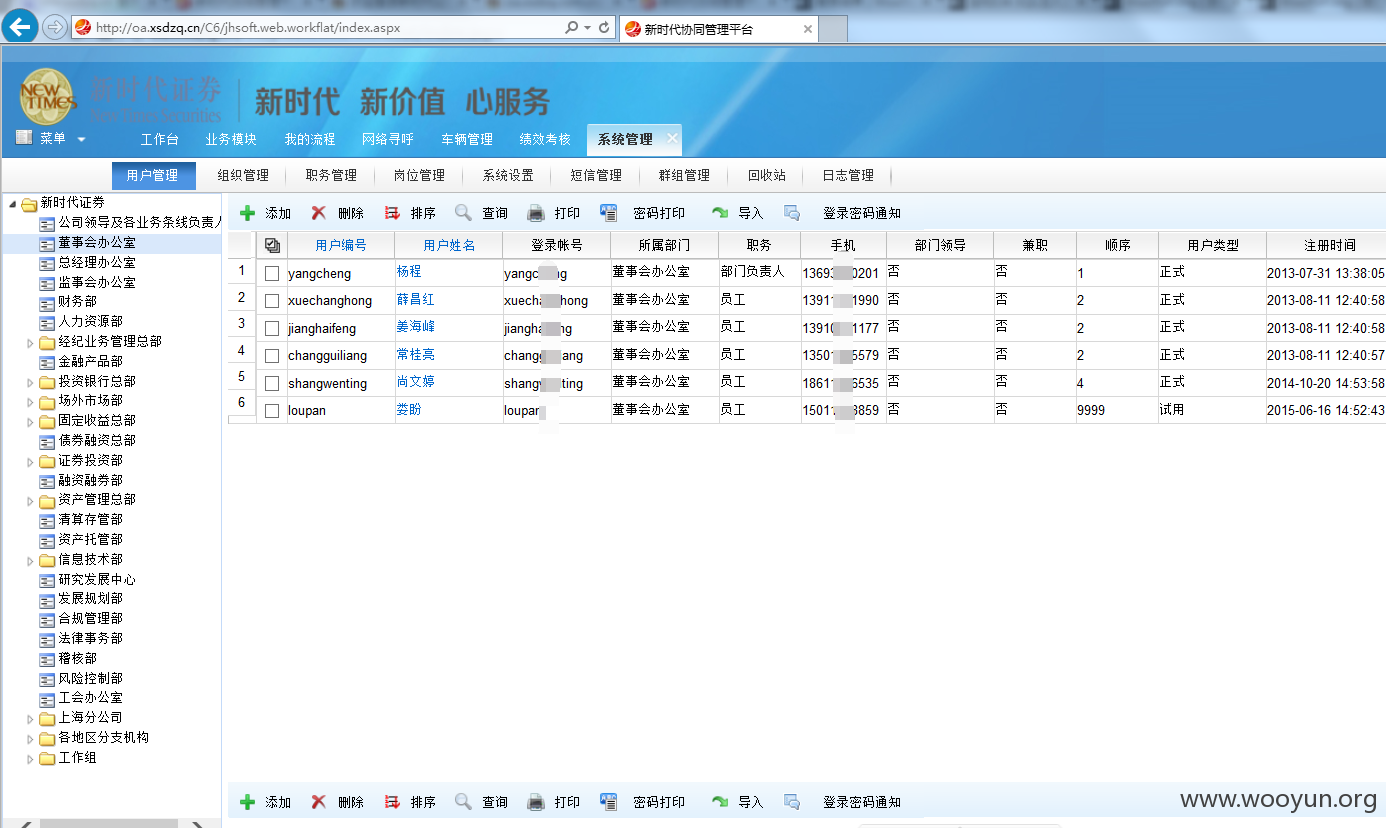 http://oa.xsdzq.cn/C6/jhsoft.web.workflat/index.aspx
新时代协同管理平台
NEW TIMES
新时代证券
New Times Securities
新时代 新价值 心服务
菜单 工作台 业务模块 我的流程 网络寻呼 车辆管理 绩效考核 系统管理
用户管理 组织管理 职务管理 岗位管理 系统设置 短信管理 群组管理 回收站 日志管理
新时代证券
公司领导及各业务条线负责人
董事会办公室
总经理办公室
监事会办公室
财务部
人力资源部
经纪业务管理总部
金融产品部
投资银行总部
场外市场部
固定收益总部
债券融资总部
证券投资部
融资融券部
资产管理总部
清算存管部
资产托管部
信息技术部
研究发展中心
发展规划部
合规管理部
法律事务部
稽核部
风险控制部
工会办公室
上海分公司
各地区分支机构
工作组
添加 删除 排序 查询 打印 密码打印 导入 登录密码通知
用户编号 用户姓名 登录帐号 所属部门 职务 手机 部门领导 兼职 顺序 用户类型 注册时间
1 yangcheng 杨程 yangc ng 董事会办公室 部门负责人 13693 0201 否 否 1 正式 2013-07-31 13:38:05
2 xuechanghong 薛昌红 xuech hong 董事会办公室 员工 1391 1990 否 否 2 正式 2013-08-11 12:40:58
3 jianghaifeng 姜海峰 jiangh ng 董事会办公室 员工 13910 1177 否 否 2 正式 2013-08-11 12:40:58
4 changguiliang 常桂亮 chang ang 董事会办公室 员工 1350 5579 否 否 2 正式 2013-08-11 12:40:57
5 shangwenting 尚文婷 shang ting 董事会办公室 员工 1861 6535 否 否 4 正式 2014-10-20 14:53:58
6 loupan 娄盼 loupan 董事会办公室 员工 1501 3859 否 否 9999 试用 2015-06-16 14:52:43
添加 删除 排序 查询 打印 密码打印 导入 登录密码通知
www.wooyun.org